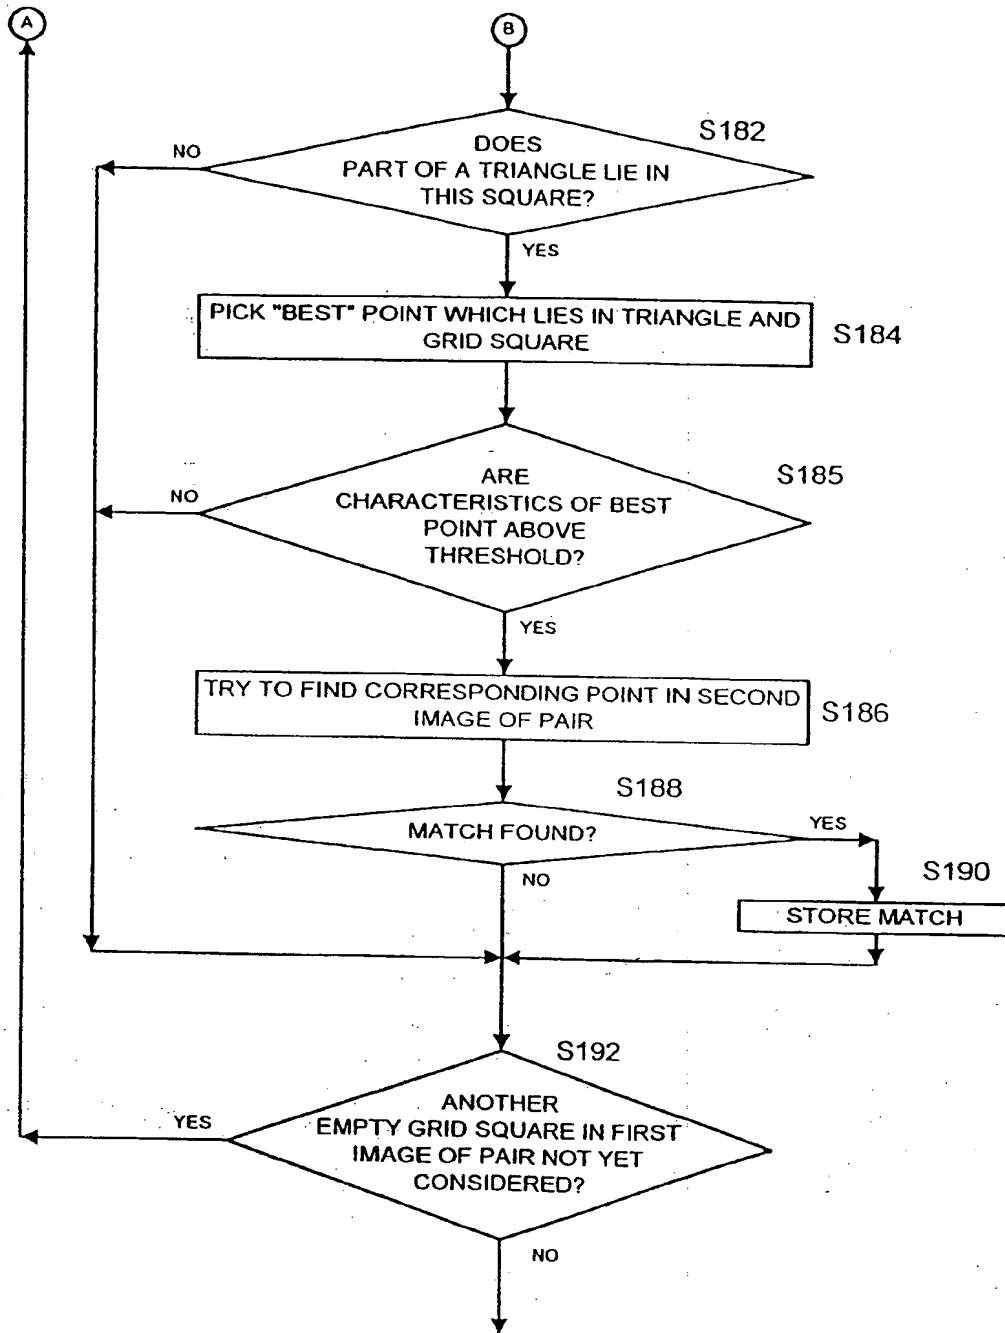 A
B
S182
NO
DOES
PART OF A TRIANGLE LIE IN
THIS SQUARE?
YES
PICK "BEST" POINT WHICH LIES IN TRIANGLE AND
GRID SQUARE
S184
S185
NO
ARE
CHARACTERISTICS OF BEST
POINT ABOVE
THRESHOLD?
YES
TRY TO FIND CORRESPONDING POINT IN SECOND
IMAGE OF PAIR
S186
S188
MATCH FOUND?
YES
NO
S190
STORE MATCH
S192
YES
ANOTHER
EMPTY GRID SQUARE IN FIRST
IMAGE OF PAIR NOT YET
CONSIDERED?
NO